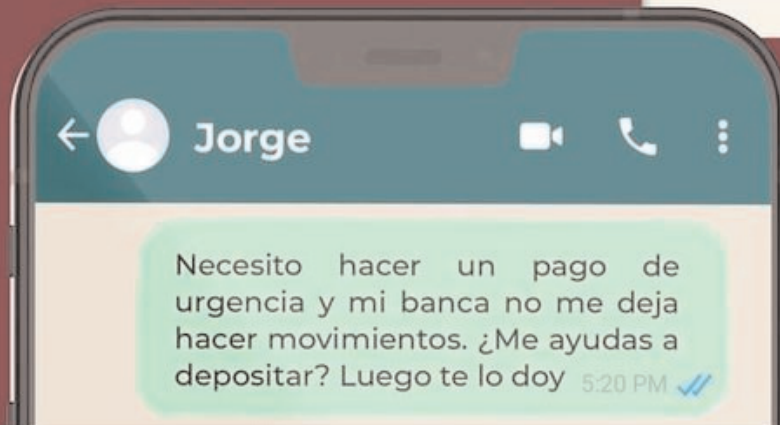 Jorge
Necesito hacer un pago de
urgencia y mi banca no me deja
hacer movimientos. ¿Me ayudas a
depositar? Luego te lo doy 5:20 PM